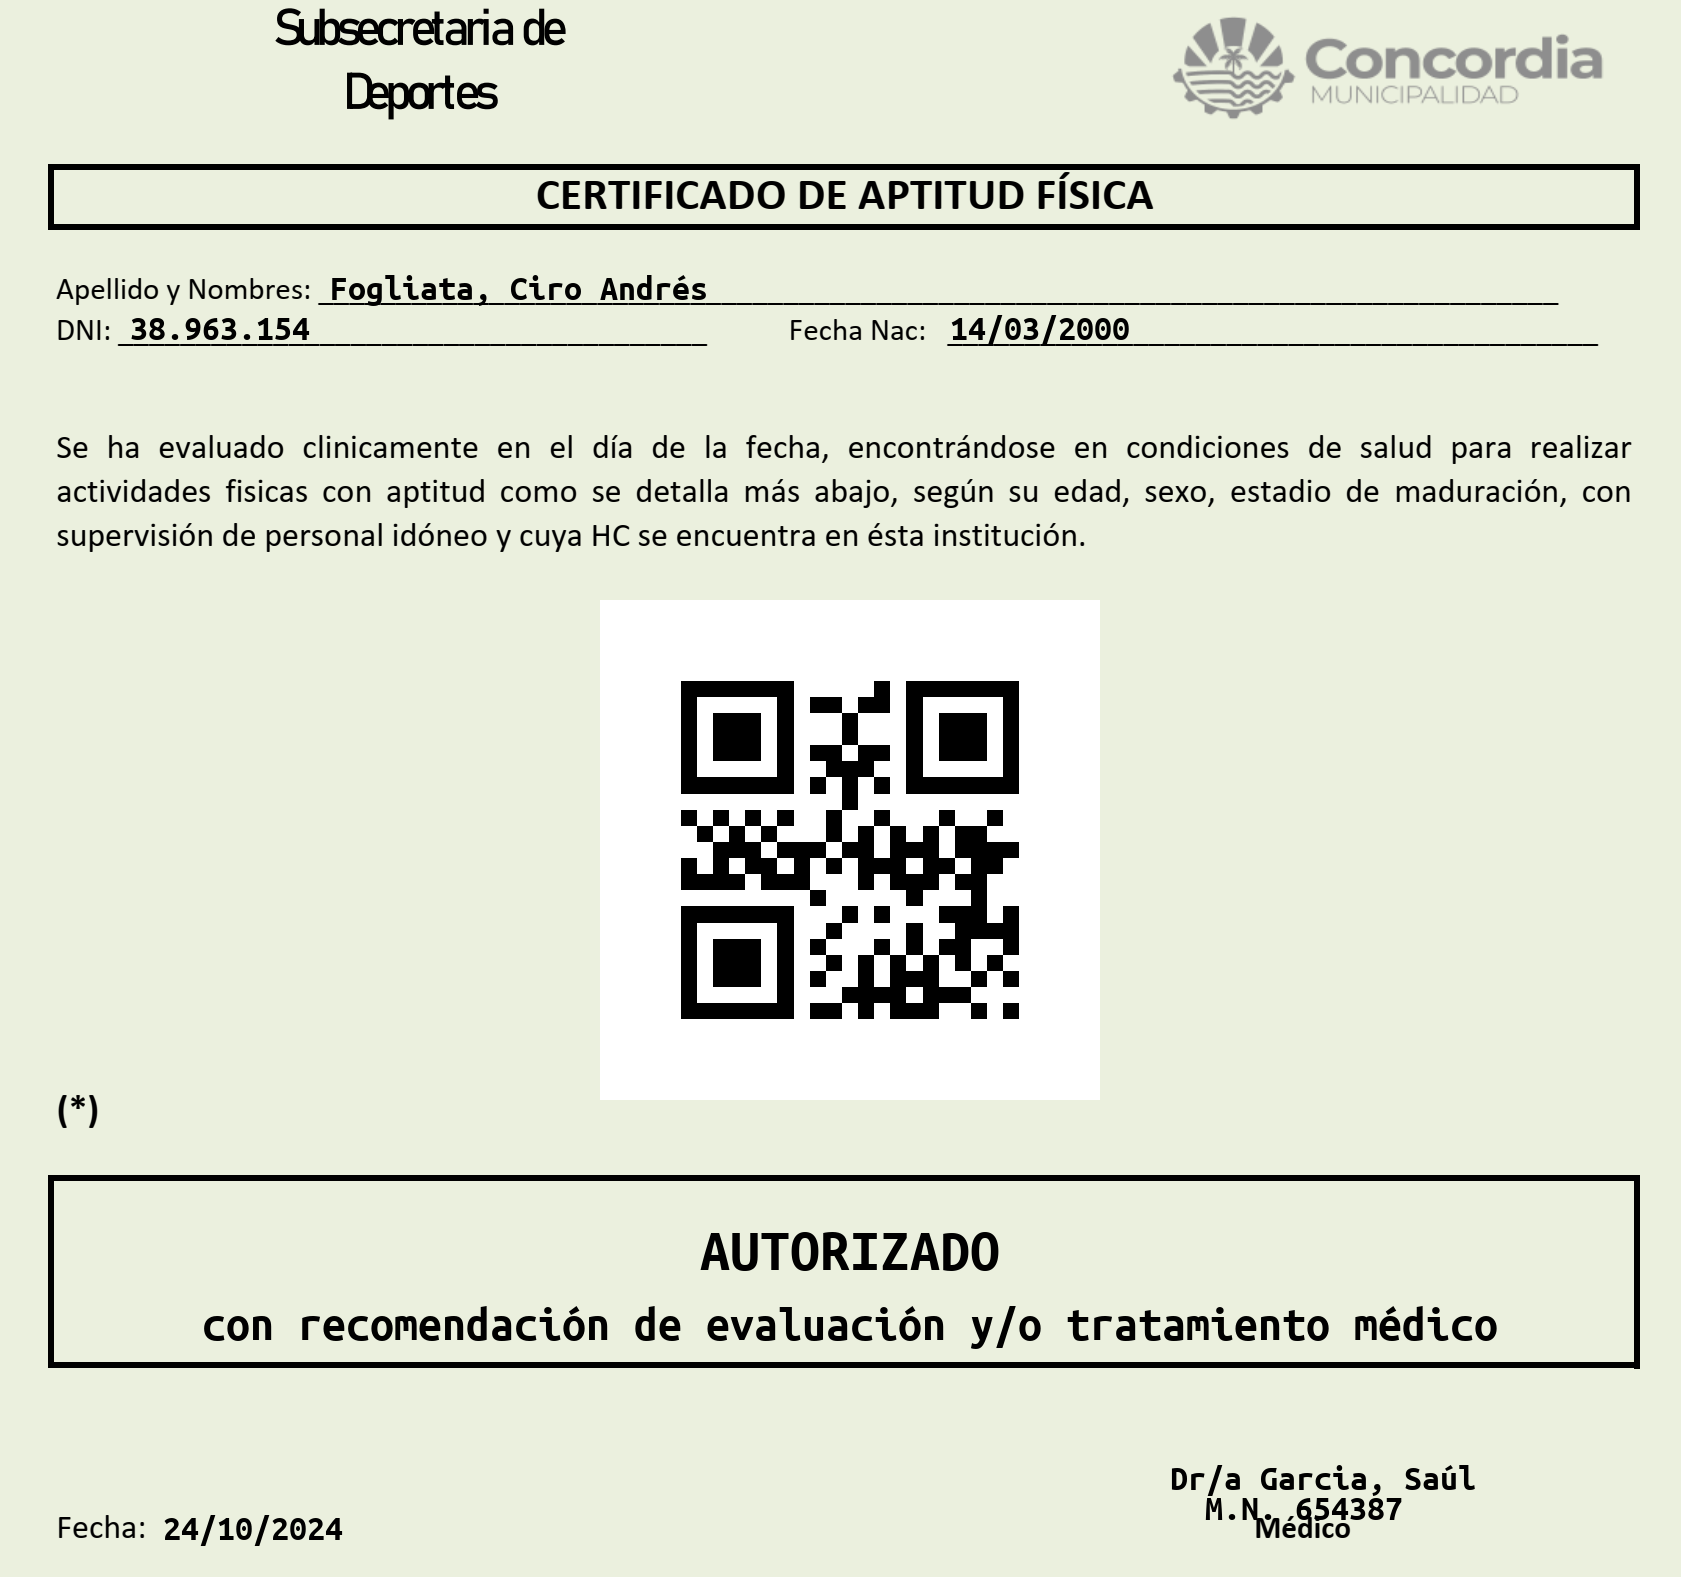 Subsecretaria de
Deportes
Concordia
MUNICIPALIDAD
CERTIFICADO DE APTITUD FÍSICA
Apellido y Nombres: Fogliata, Ciro Andrés
DNI: 38.963.154 Fecha Nac: 14/03/2000
Se ha evaluado clinicamente en el día de la fecha, encontrándose en condiciones de salud para realizar
actividades fisicas con aptitud como se detalla más abajo, según su edad, sexo, estadio de maduración, con
supervisión de personal idóneo y cuya HC se encuentra en ésta institución.
(*)
AUTORIZADO
con recomendación de evaluación y/o tratamiento médico
Dr/a Garcia, Saúl
M.N. 654387
Médico
Fecha: 24/10/2024